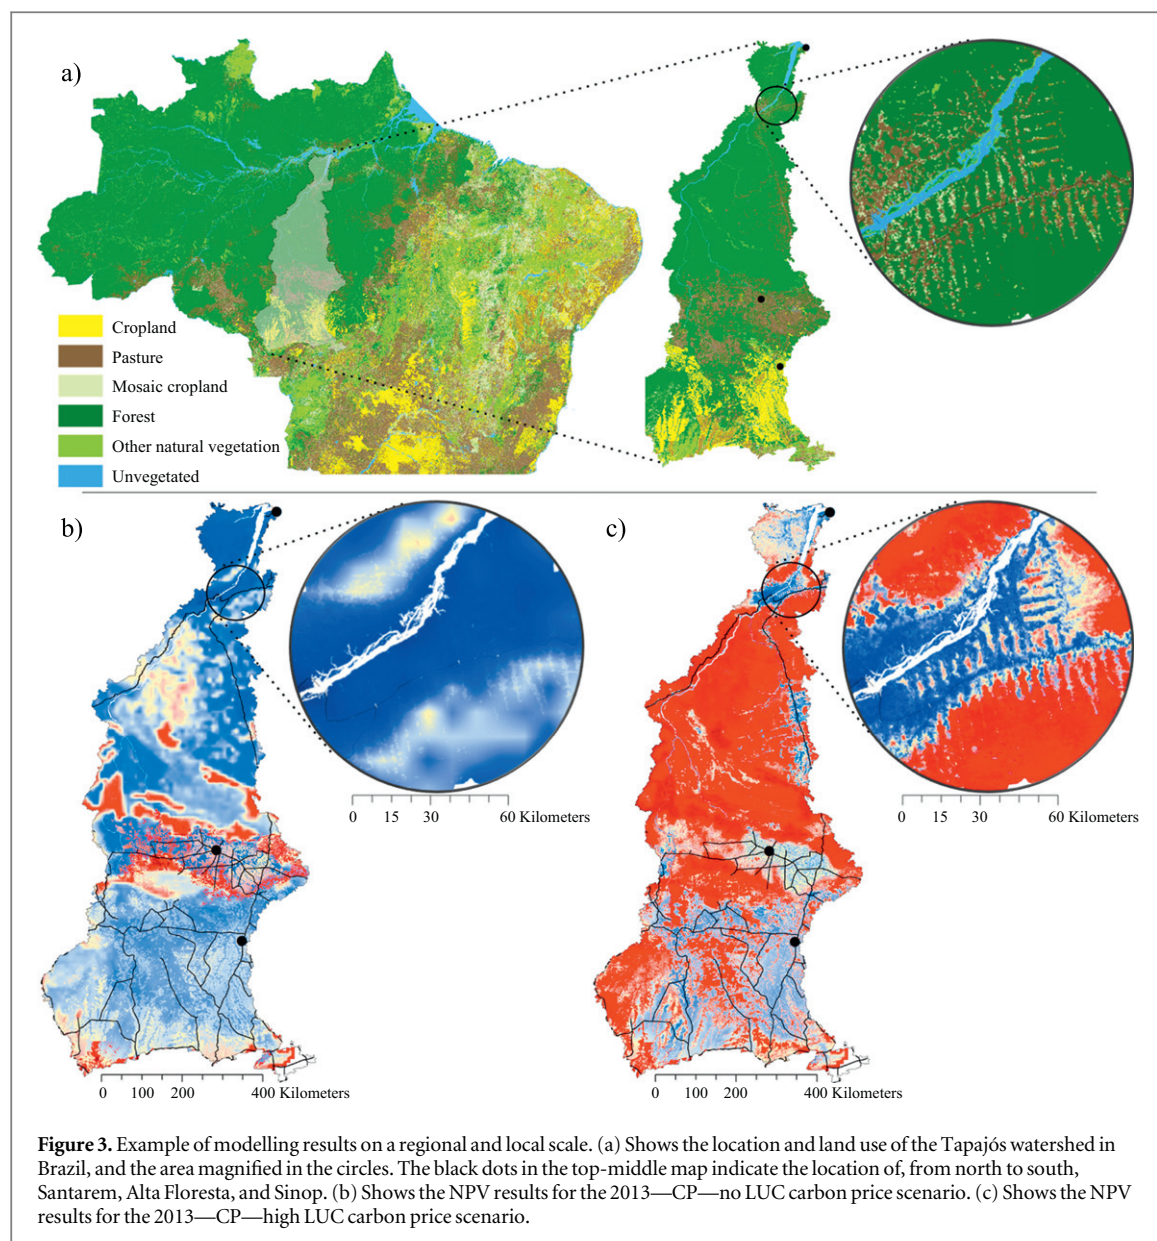 a)
Cropland
Pasture
Mosaic cropland
Forest
Other natural vegetation
Unvegetated
b)
c)
0 15 30 60 Kilometers
0 15 30 60 Kilometers
0 100 200 400 Kilometers
0 100 200 400 Kilometers
Figure 3. Example of modelling results on a regional and local scale. (a) Shows the location and land use of the Tapajós watershed in
Brazil, and the area magnified in the circles. The black dots in the top-middle map indicate the location of, from north to south,
Santarem, Alta Floresta, and Sinop. (b) Shows the NPV results for the 2013—CP—no LUC carbon price scenario. (c) Shows the NPV
results for the 2013—CP—high LUC carbon price scenario.